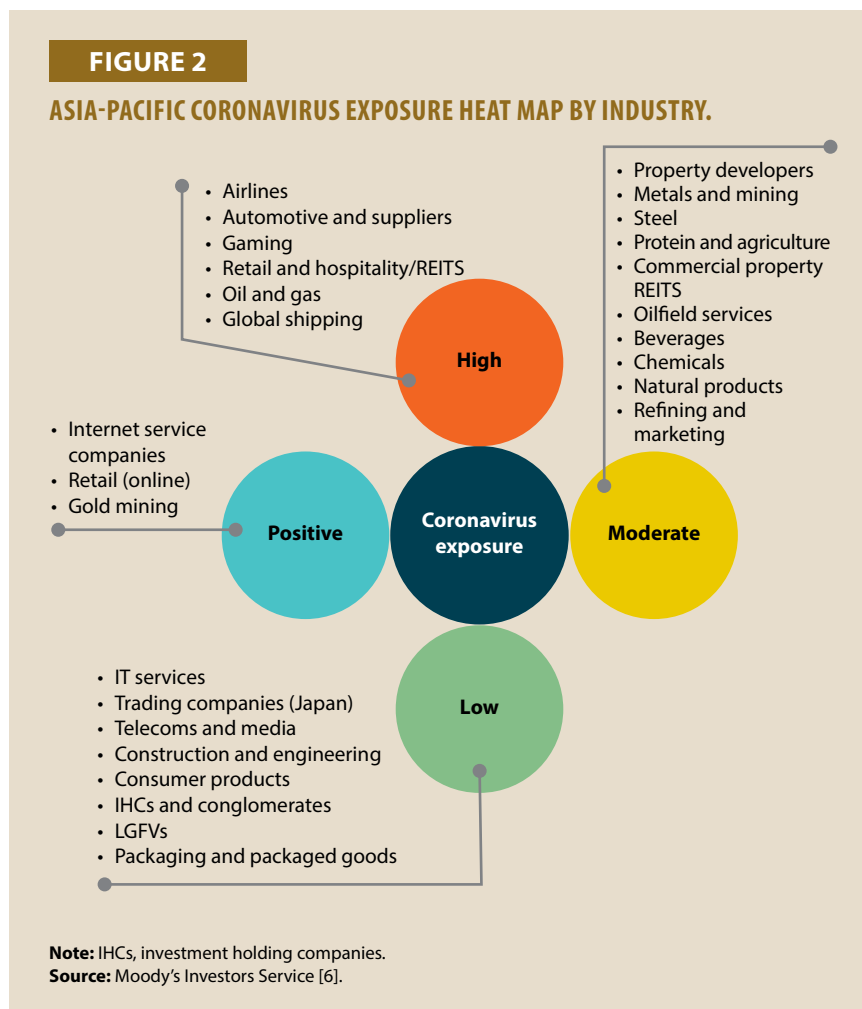 FIGURE 2
ASIA-PACIFIC CORONAVIRUS EXPOSURE HEAT MAP BY INDUSTRY.
• Airlines
• Automotive and suppliers
• Gaming
• Retail and hospitality/REITS
• Oil and gas
• Global shipping
High
• Property developers
• Metals and mining
• Steel
• Protein and agriculture
• Commercial property
REITS
• Oilfield services
• Beverages
• Chemicals
• Natural products
• Refining and
marketing
• Internet service
companies
• Retail (online)
• Gold mining
Positive
Coronavirus
exposure
Moderate
• IT services
• Trading companies (Japan)
• Telecoms and media
• Construction and engineering
• Consumer products
• IHCs and conglomerates
• LGFVs
• Packaging and packaged goods
Low
Note: IHCs, investment holding companies.
Source: Moody's Investors Service [6].